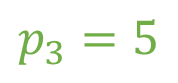 p₃ = 5